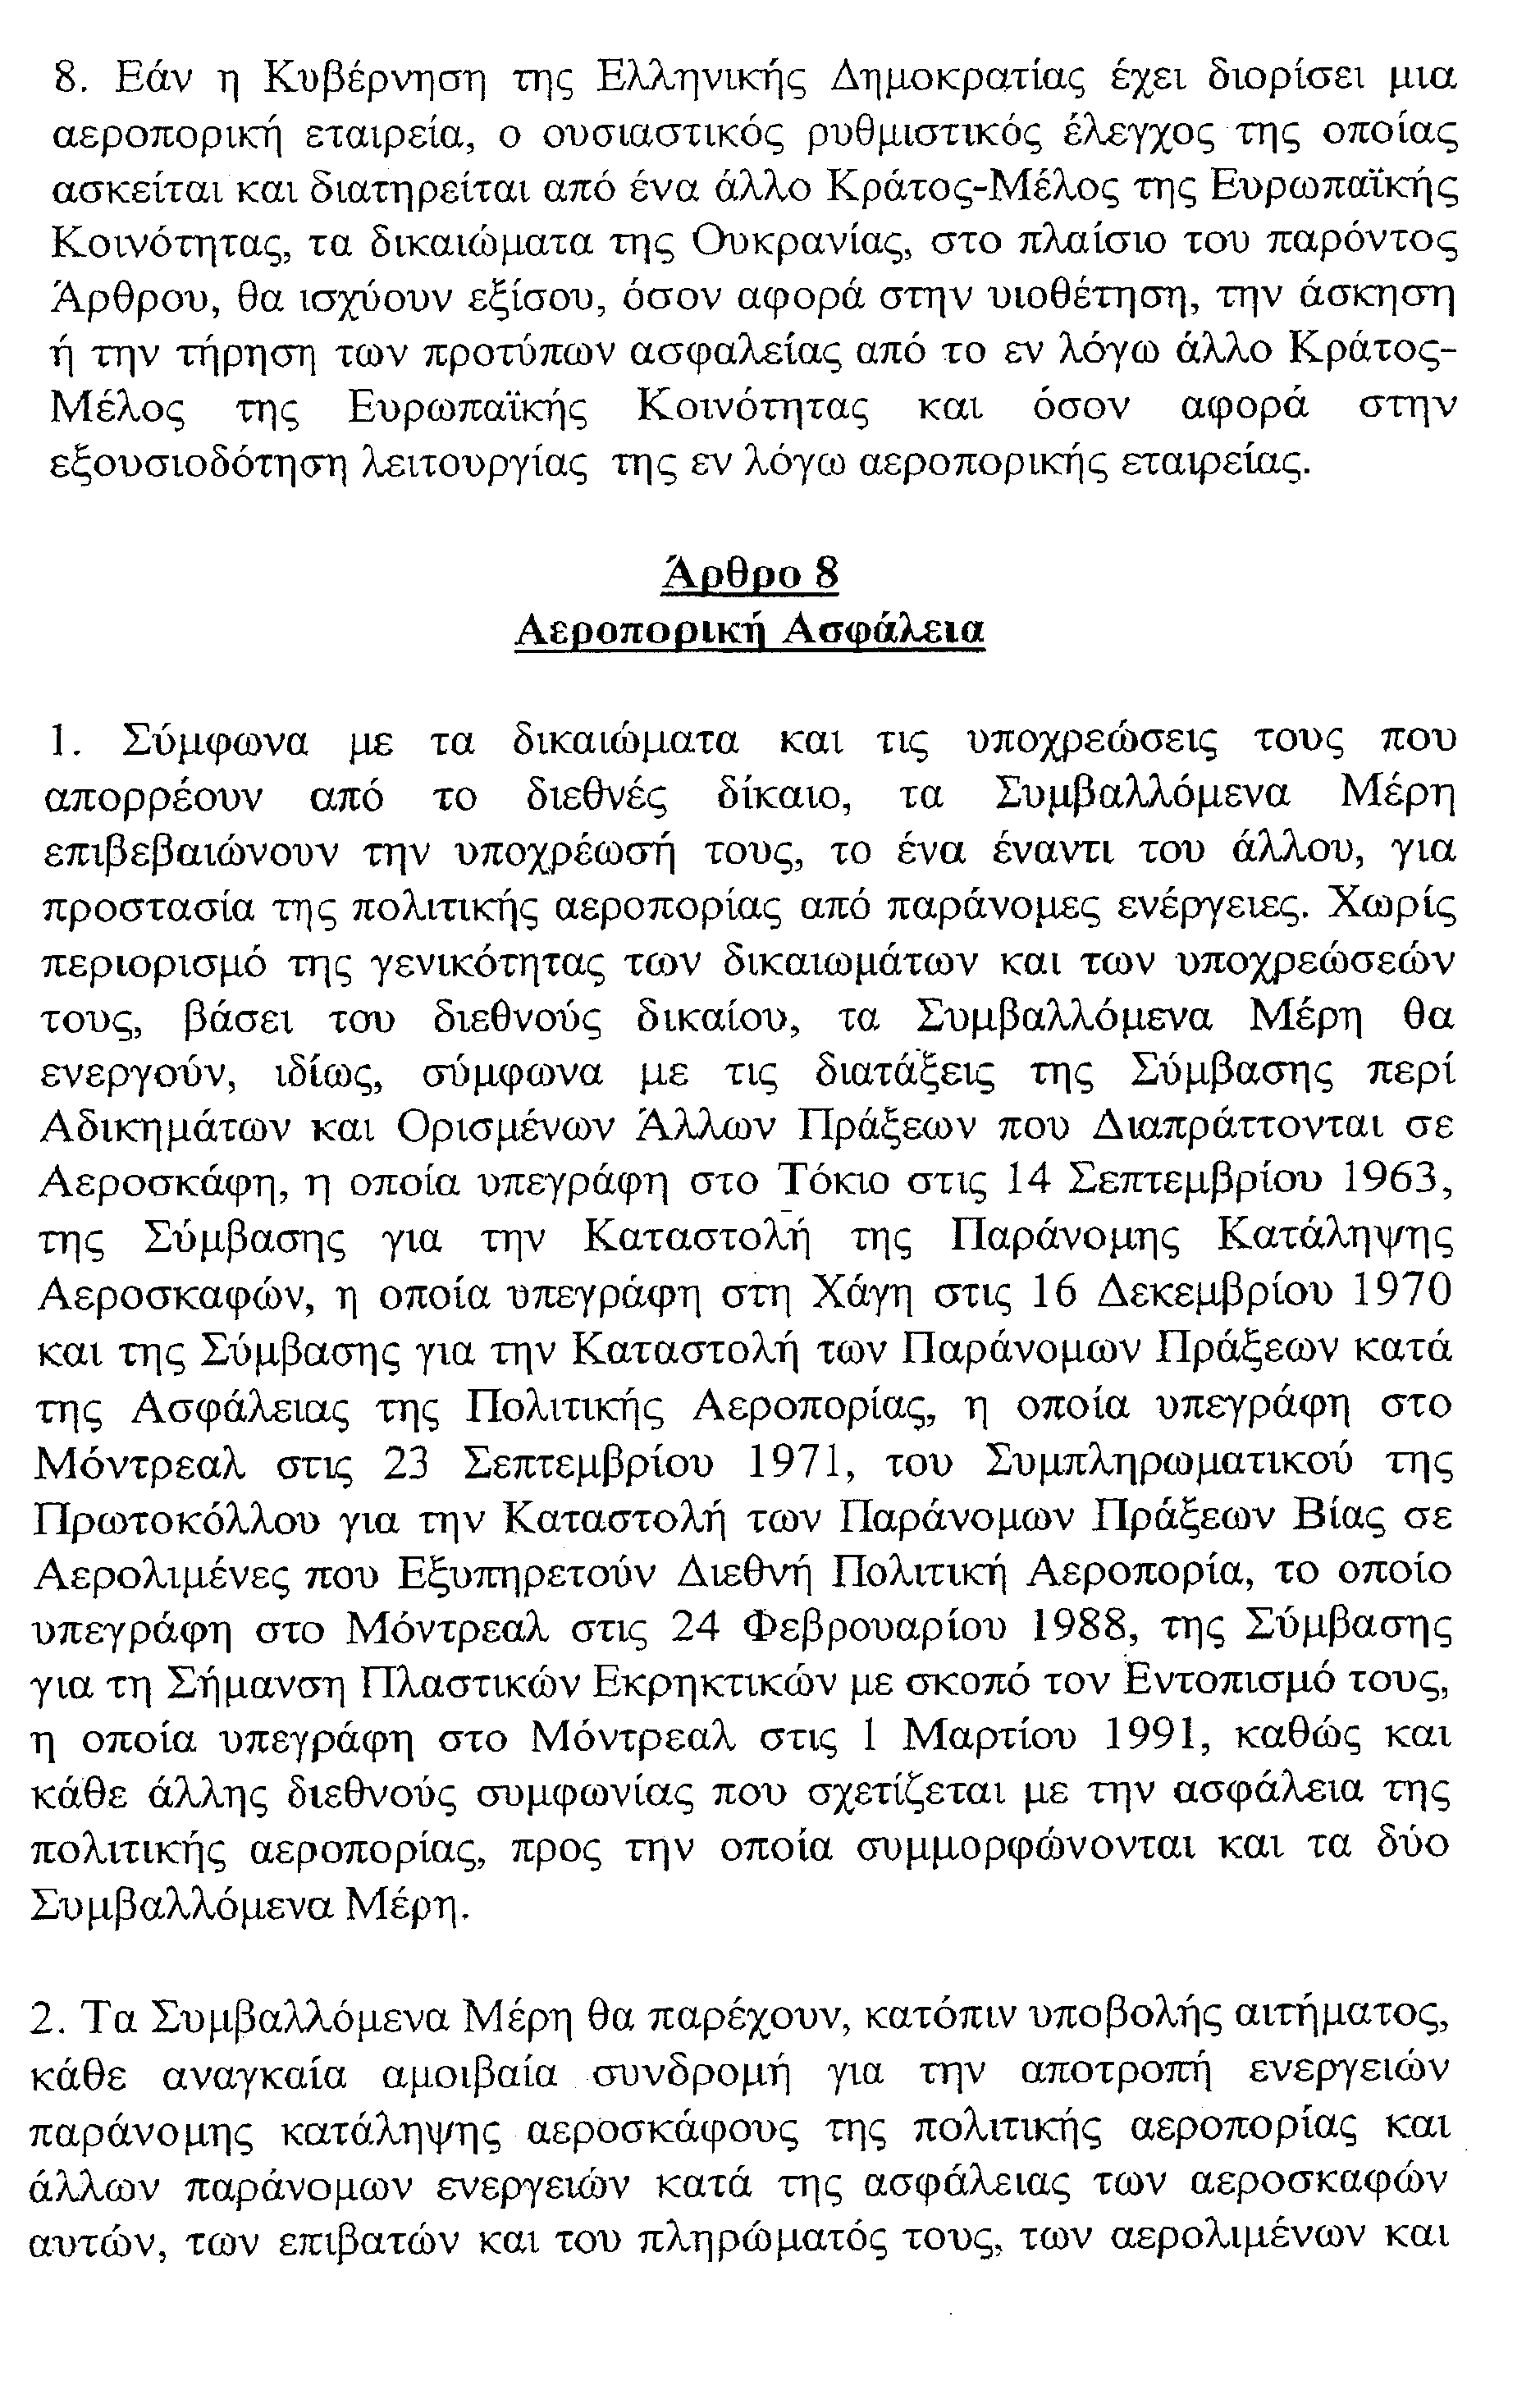 8. Εάν η Κυβέρνηση της Ελληνικής Δημοκρατίας έχει διορίσει μια
αεροπορική εταιρεία, ο ουσιαστικός ρυθμιστικός έλεγχος της οποίας
ασκείται και διατηρείται από ένα άλλο Κράτος-Μέλος της Ευρωπαϊκής
Κοινότητας, τα δικαιώματα της Ουκρανίας, στο πλαίσιο του παρόντος
Άρθρου, θα ισχύουν εξίσου, όσον αφορά στην υιοθέτηση, την άσκηση
ή την τήρηση των προτύπων ασφαλείας από το εν λόγω άλλο Κράτος-
Μέλος της Ευρωπαϊκής Κοινότητας και όσον αφορά στην
εξουσιοδότηση λειτουργίας της εν λόγω αεροπορικής εταιρείας.
Άρθρο 8
Αεροπορική Ασφάλεια
1. Σύμφωνα με τα δικαιώματα και τις υποχρεώσεις τους που
απορρέουν από το διεθνές δίκαιο, τα Συμβαλλόμενα Μέρη
επιβεβαιώνουν την υποχρέωσή τους, το ένα έναντι του άλλου, για
προστασία της πολιτικής αεροπορίας από παράνομες ενέργειες. Χωρίς
περιορισμό της γενικότητας των δικαιωμάτων και των υποχρεώσεών
τους, βάσει του διεθνούς δικαίου, τα Συμβαλλόμενα Μέρη θα
ενεργούν, ιδίως, σύμφωνα με τις διατάξεις της Σύμβασης περί
Αδικημάτων και Ορισμένων Άλλων Πράξεων που Διαπράττονται σε
Αεροσκάφη, η οποία υπεγράφη στο Τόκιο στις 14 Σεπτεμβρίου 1963,
της Σύμβασης για την Καταστολή της Παράνομης Κατάληψης
Αεροσκαφών, η οποία υπεγράφη στη Χάγη στις 16 Δεκεμβρίου 1970
και της Σύμβασης για την Καταστολή των Παράνομων Πράξεων κατά
της Ασφάλειας της Πολιτικής Αεροπορίας, η οποία υπεγράφη στο
Μόντρεαλ στις 23 Σεπτεμβρίου 1971, του Συμπληρωματικού της
Πρωτοκόλλου για την Καταστολή των Παράνομων Πράξεων Βίας σε
Αερολιμένες που Εξυπηρετούν Διεθνή Πολιτική Αεροπορία, το οποίο
υπεγράφη στο Μόντρεαλ στις 24 Φεβρουαρίου 1988, της Σύμβασης
για τη Σήμανση Πλαστικών Εκρηκτικών με σκοπό τον Εντοπισμό τους,
η οποία υπεγράφη στο Μόντρεαλ στις 1 Μαρτίου 1991, καθώς και
κάθε άλλης διεθνούς συμφωνίας που σχετίζεται με την ασφάλεια της
πολιτικής αεροπορίας, προς την οποία συμμορφώνονται και τα δύο
Συμβαλλόμενα Μέρη.
2. Τα Συμβαλλόμενα Μέρη θα παρέχουν, κατόπιν υποβολής αιτήματος,
κάθε αναγκαία αμοιβαία συνδρομή για την αποτροπή ενεργειών
παράνομης κατάληψης αεροσκάφους της πολιτικής αεροπορίας και
άλλων παράνομων ενεργειών κατά της ασφάλειας των αεροσκαφών
αυτών, των επιβατών και του πληρώματός τους, των αερολιμένων και